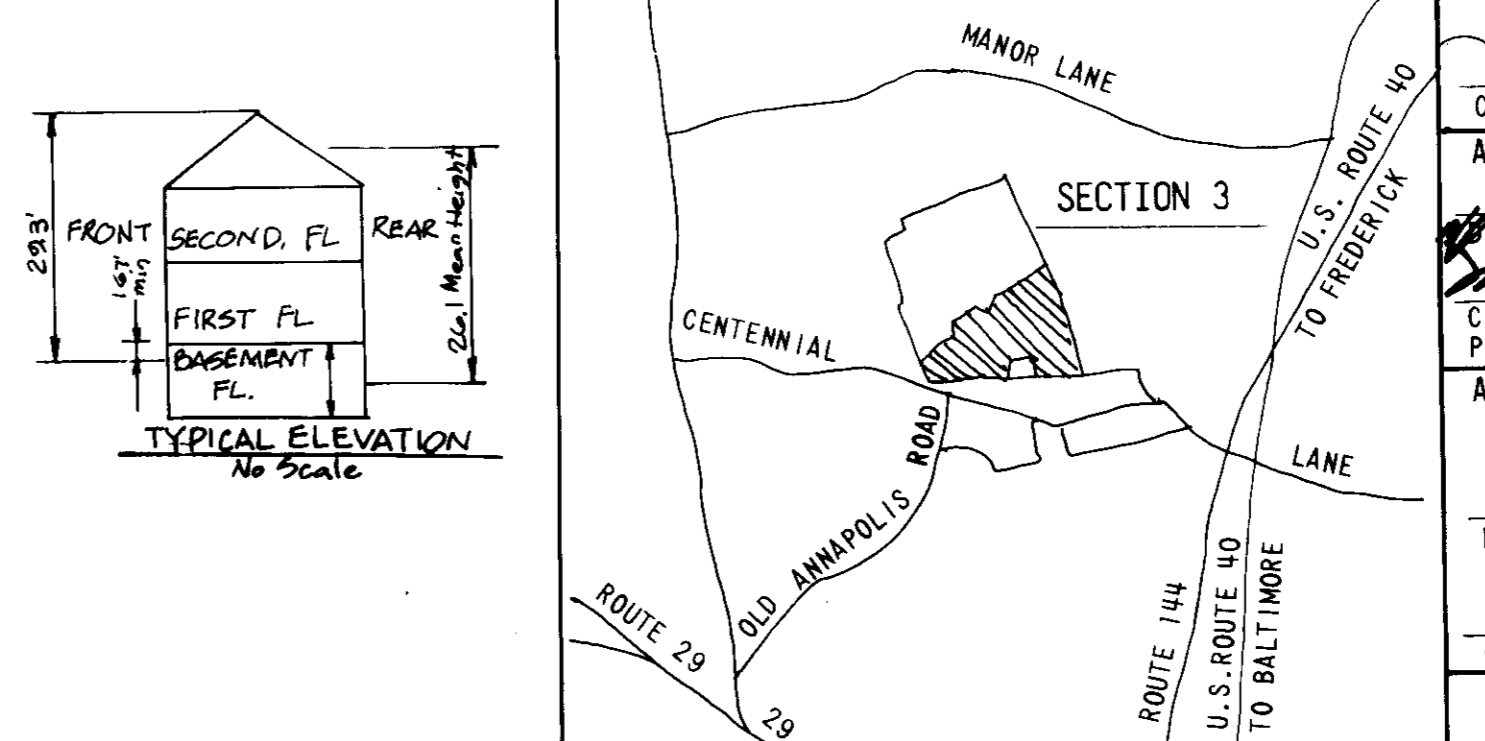 29.3'
FRONT
1.67'
min
SECOND. FL
FIRST FL
BASEMENT
FL.
REAR
26.1 Mean Height
TYPICAL ELEVATION
No Scale
MANOR LANE
SECTION 3
U.S. ROUTE 40
TO FREDERICK
CENTENNIAL
LANE
OLD ANNAPOLIS ROAD
ROUTE 29
29
ROUTE 144
U.S.ROUTE 40
TO BALTIMORE
A
C
P
A